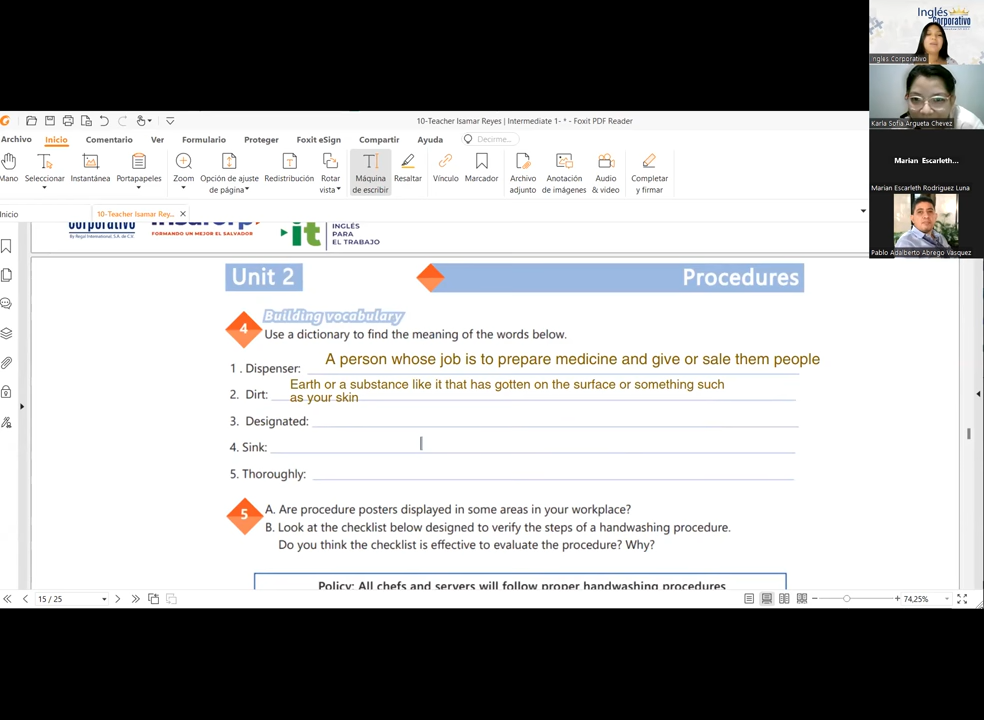 Inglés
Corporativo
Ingles Corporativo
Karla Sofia Argueta Chevez
Marian Escarleth...
Marian Escarleth Rodriguez Luna
Pablo Adalberto Abrego Vasquez
10-Teacher Isamar Reyes | Intermediate 1- * - Foxit PDF Reader
Archivo Inicio Comentario Ver Formulario Proteger Foxit eSign Compartir Ayuda Decirme...
Mano Seleccionar Instantánea Portapapeles Zoom Opción de ajuste de página Redistribución Rotar vista Máquina de escribir Resaltar Vínculo Marcador Archivo adjunto Anotación de imágenes Audio & video Completar y firmar
Inicio 10-Teacher Isamar Rey...
Corporativo
By Regal International, S.A. de C.V.
FORMANDO UN MEJOR EL SALVADOR
it
INGLÉS
PARA
EL TRABAJO
Unit 2 Procedures
4 Building vocabulary
Use a dictionary to find the meaning of the words below.
1 . Dispenser: A person whose job is to prepare medicine and give or sale them people
2. Dirt: Earth or a substance like it that has gotten on the surface or something such
as your skin
3. Designated:
4. Sink:
5. Thoroughly:
5 A. Are procedure posters displayed in some areas in your workplace?
B. Look at the checklist below designed to verify the steps of a handwashing procedure.
Do you think the checklist is effective to evaluate the procedure? Why?
Policy: All chefs and servers will follow proper handwashing procedures
15 / 25 74,25%